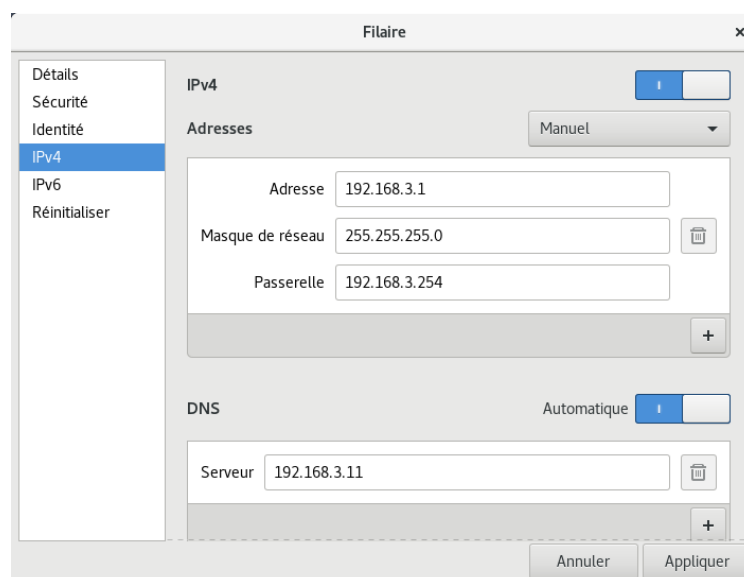 Filaire ×
Détails
Sécurité
Identité
IPv4
IPv6
Réinitialiser
IPv4
Adresses Manuel
Adresse 192.168.3.1
Masque de réseau 255.255.255.0
Passerelle 192.168.3.254
+
DNS Automatique
Serveur 192.168.3.11
+
Annuler Appliquer